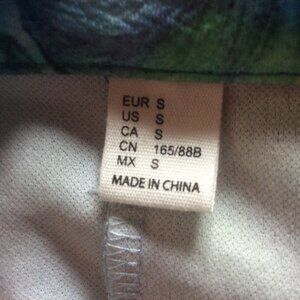 EUR S
US S
CA S
CN 165/88B
MX S
MADE IN CHINA